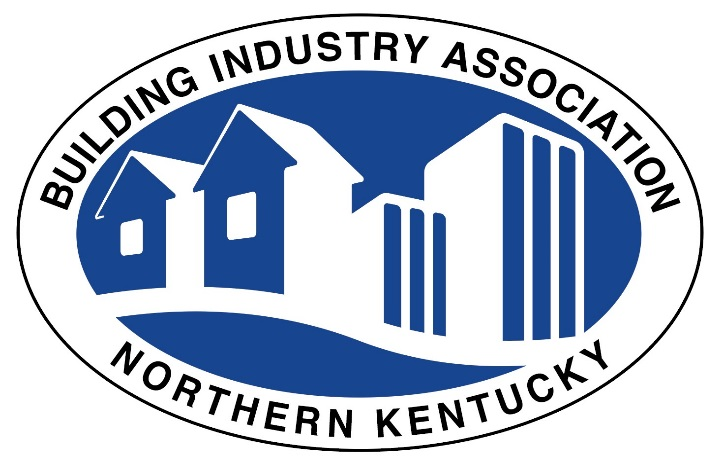 BUILDING INDUSTRY ASSOCIATION
NORTHERN KENTUCKY